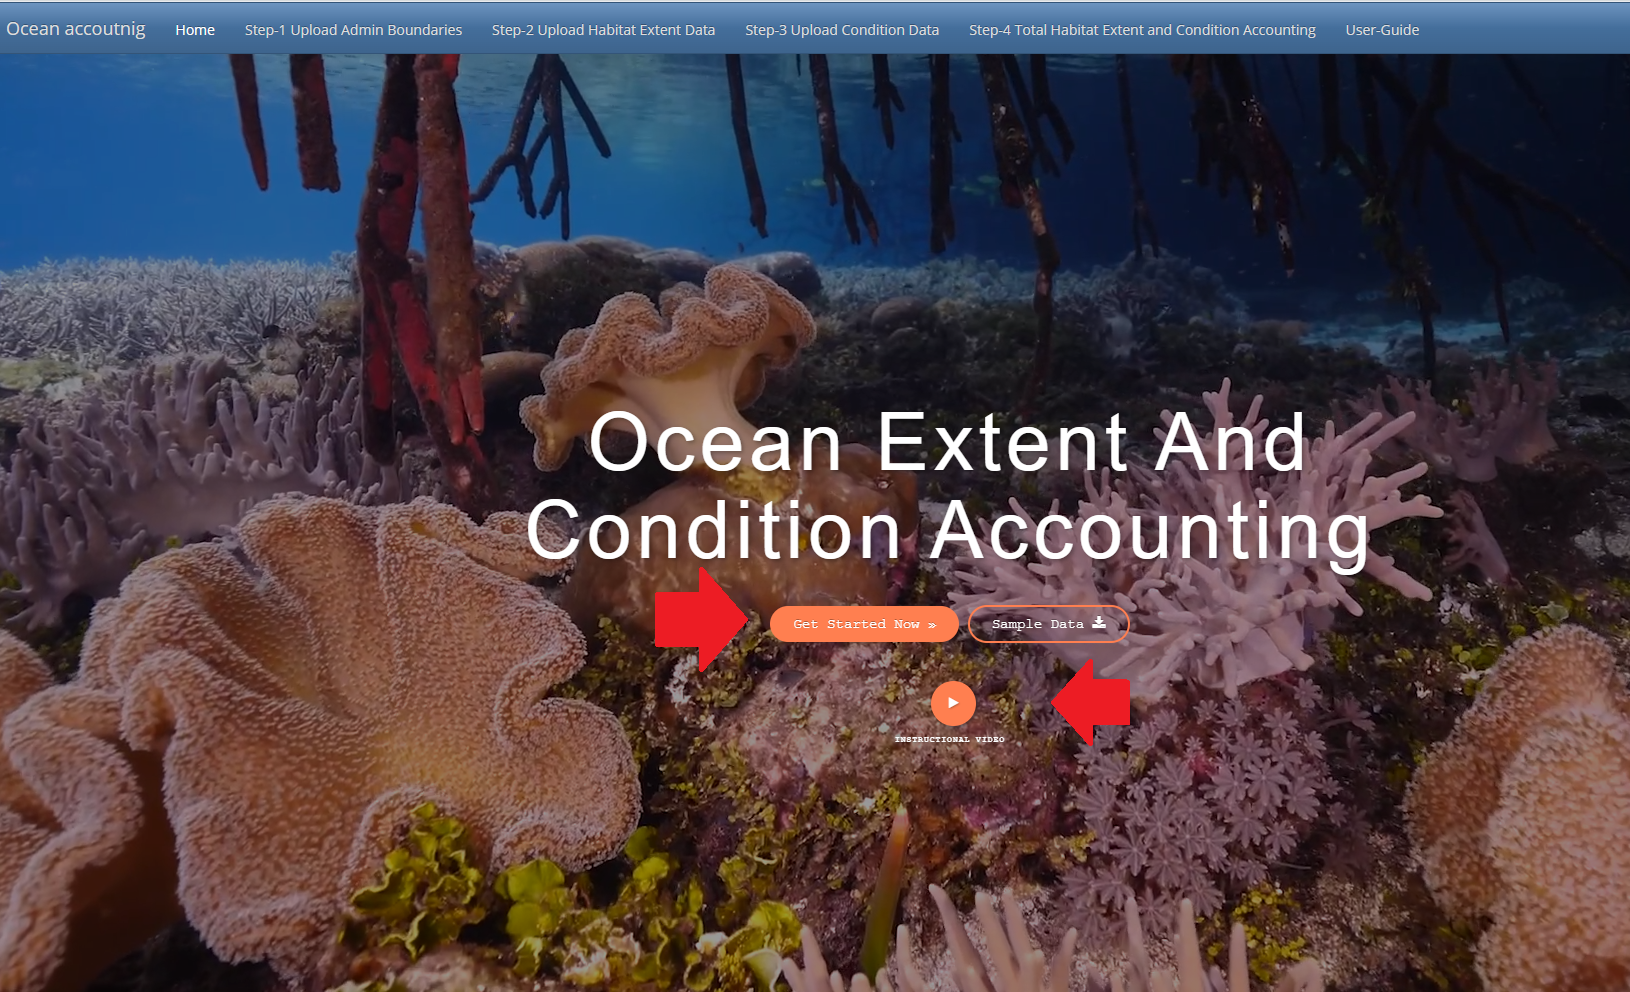 Ocean accoutnig Home Step-1 Upload Admin Boundaries Step-2 Upload Habitat Extent Data Step-3 Upload Condition Data Step-4 Total Habitat Extent and Condition Accounting User-Guide
Ocean Extent And
Condition Accounting
Get Started Now » Sample Data
INSTRUCTIONAL VIDEO